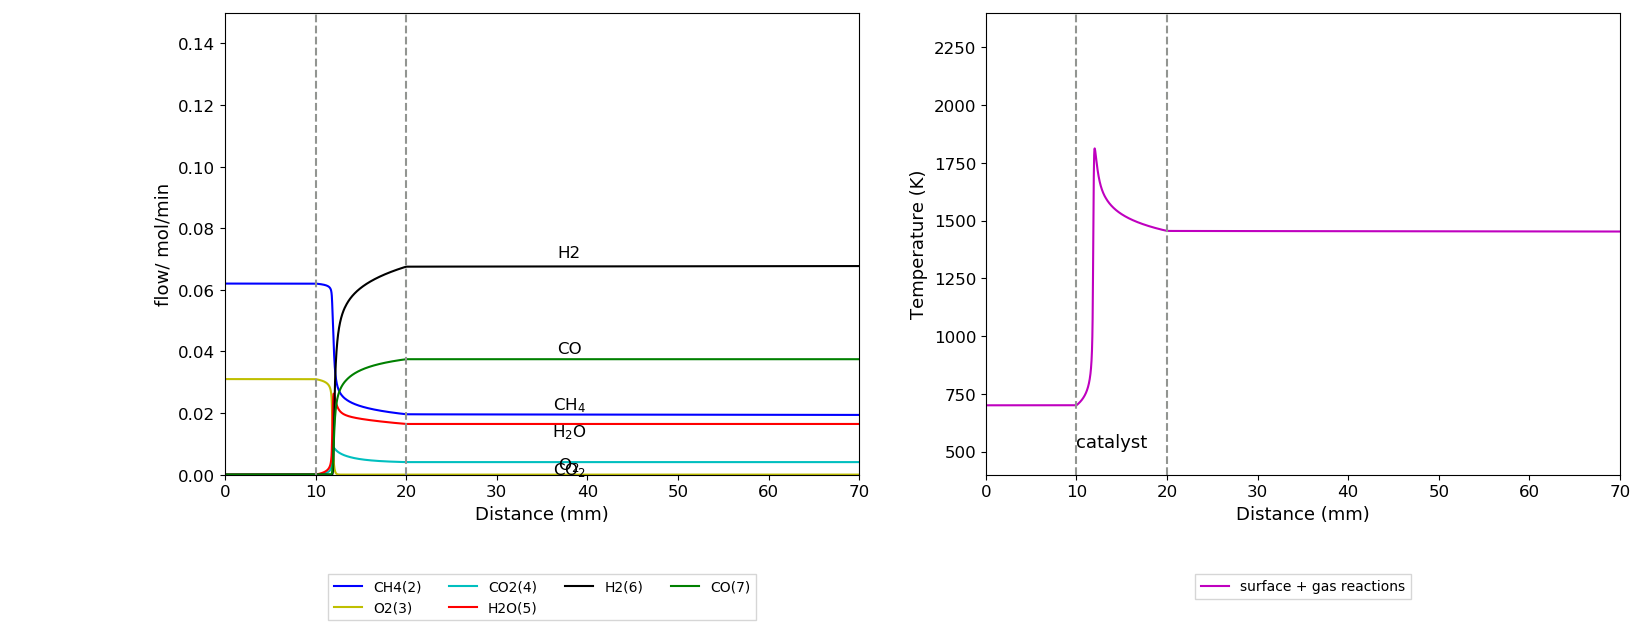 0.14
0.12
0.10
0.08
0.06
0.04
0.02
0.00
flow/ mol/min
H2
CO
CH₄
H₂O
O₂
CO₂
0 10 20 30 40 50 60 70
Distance (mm)
CH4(2) CO2(4) H2(6) CO(7)
O2(3) H2O(5)
2250
2000
1750
1500
1250
1000
750
500
Temperature (K)
catalyst
0 10 20 30 40 50 60 70
Distance (mm)
surface + gas reactions